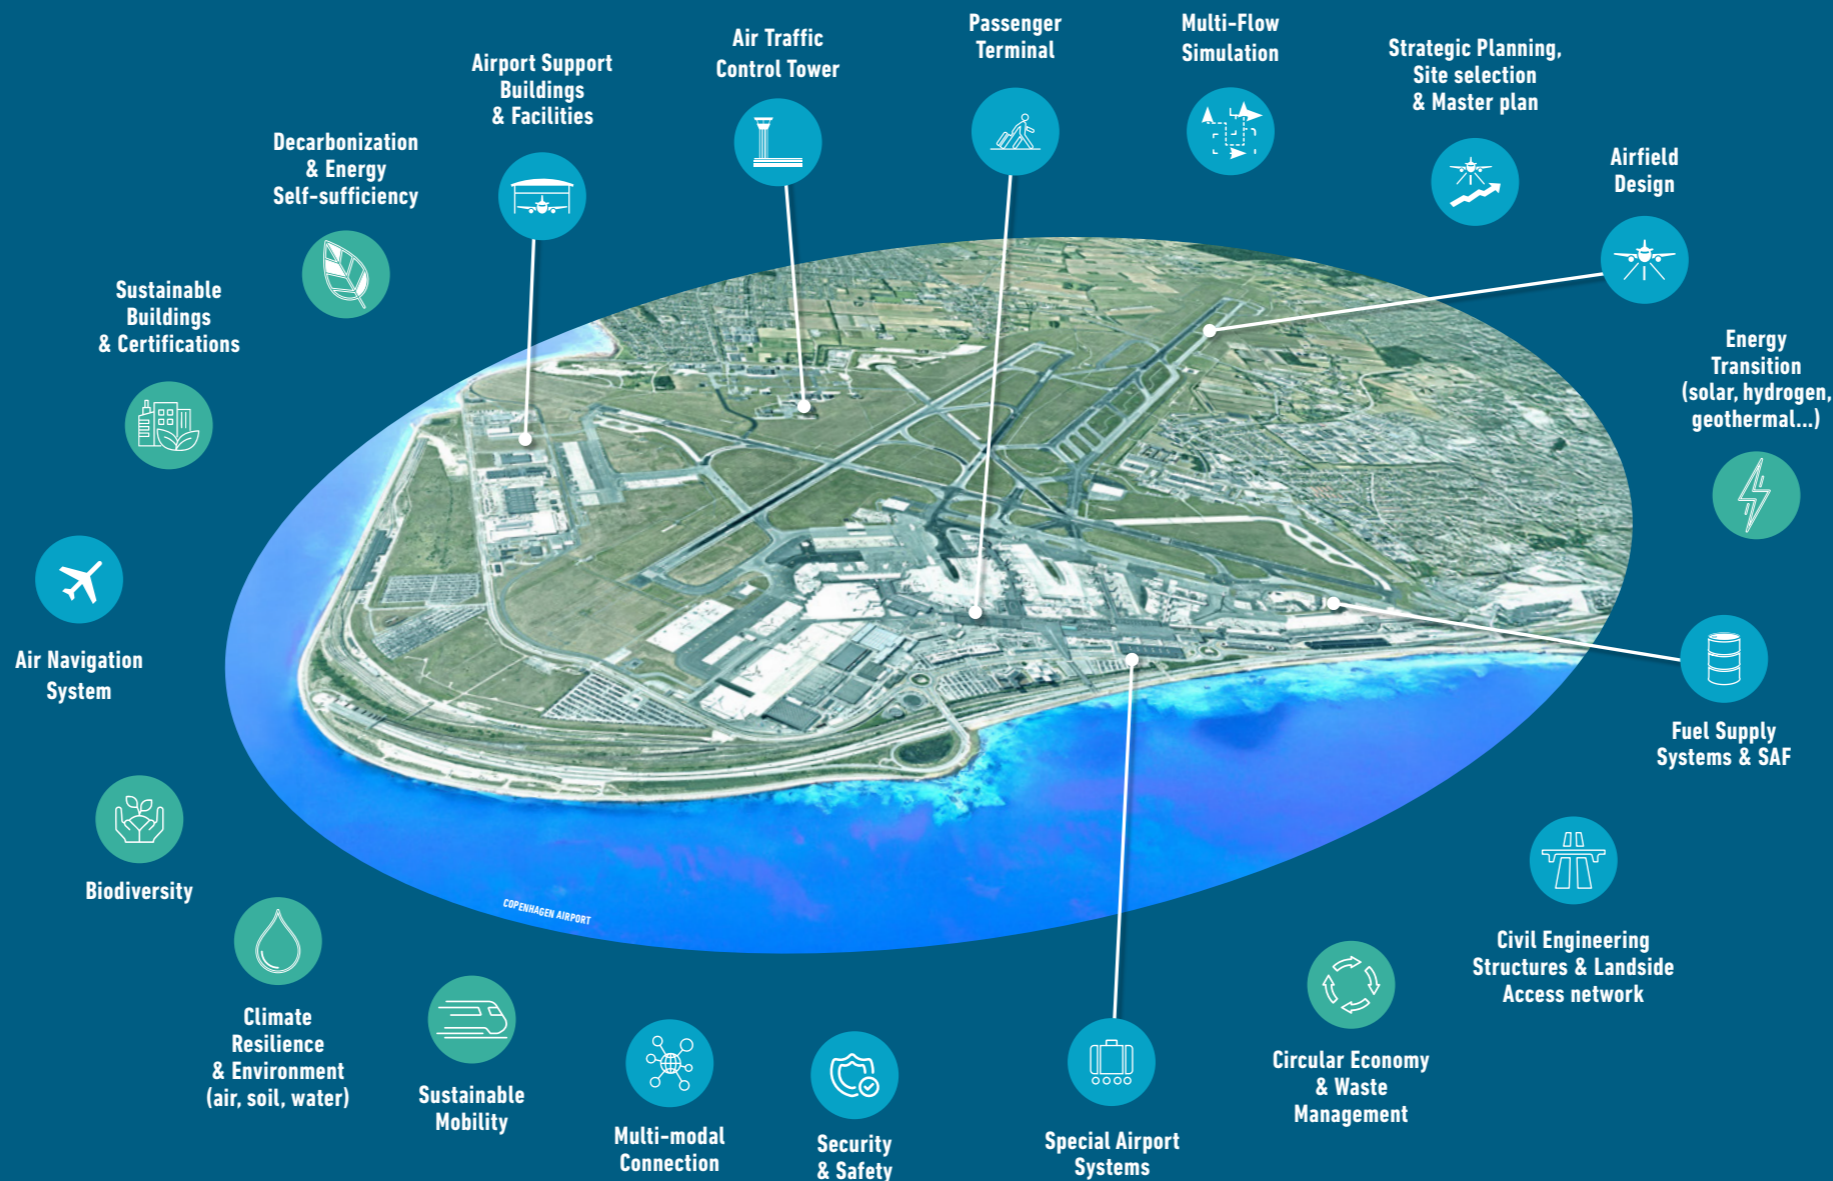 Passenger
Terminal
Multi-Flow
Simulation
Air Traffic
Control Tower
Strategic Planning,
Site selection
& Master plan
Airport Support
Buildings
& Facilities
Decarbonization
& Energy
Self-sufficiency
Airfield
Design
Sustainable
Buildings
& Certifications
Energy
Transition
(solar, hydrogen,
geothermal...)
Air Navigation
System
Fuel Supply
Systems & SAF
Biodiversity
COPENHAGEN AIRPORT
Civil Engineering
Structures & Landside
Access network
Climate
Resilience
& Environment
(air, soil, water)
Circular Economy
& Waste
Management
Sustainable
Mobility
Multi-modal
Connection
Security
& Safety
Special Airport
Systems